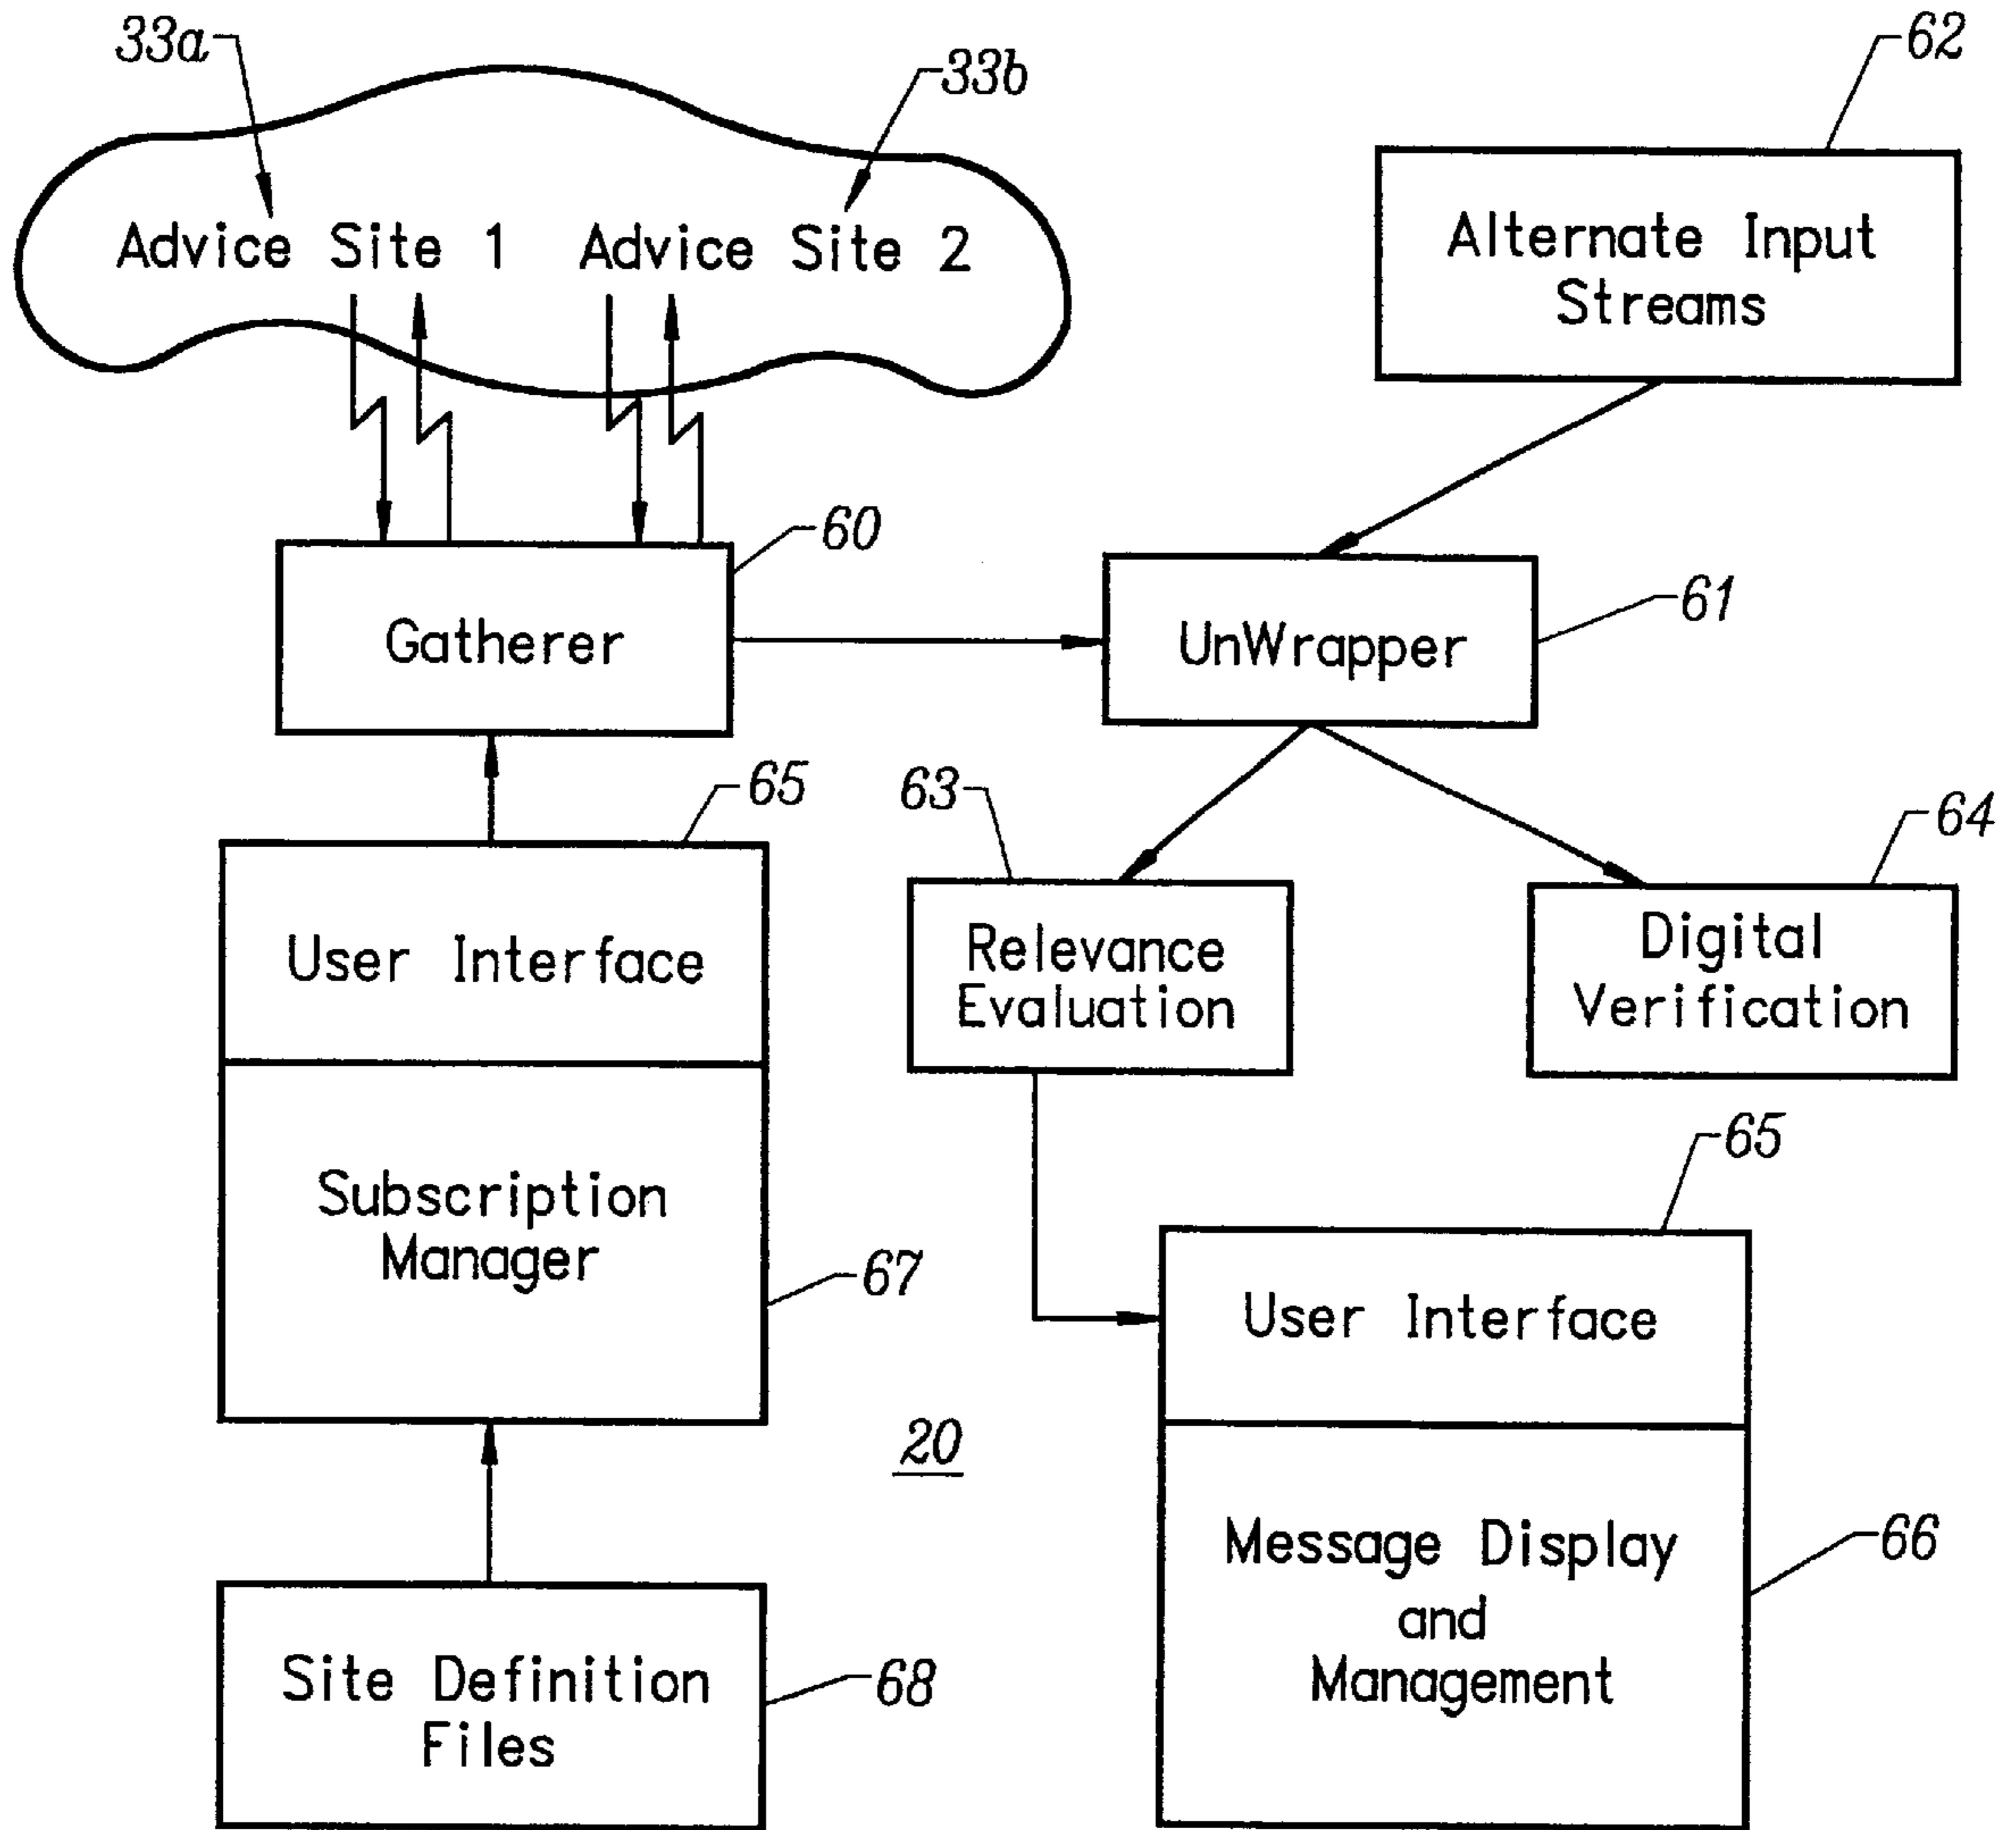 33a
33b
62
Advice Site 1
Advice Site 2
Alternate Input
Streams
60
61
Gatherer
UnWrapper
65
63
64
User Interface
Relevance
Evaluation
Digital
Verification
Subscription
Manager
67
65
User Interface
20
Message Display
and
Management
66
Site Definition
Files
68